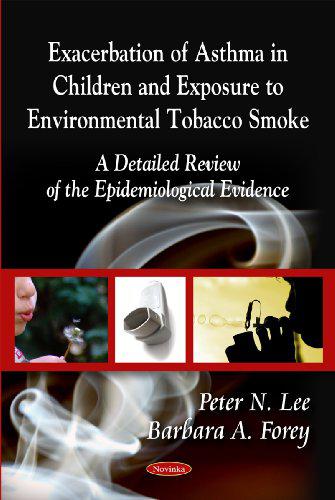 Exacerbation of Asthma in
Children and Exposure to
Environmental Tobacco Smoke
A Detailed Review
of the Epidemiological Evidence
Peter N. Lee
Barbara A. Forey
Novinka